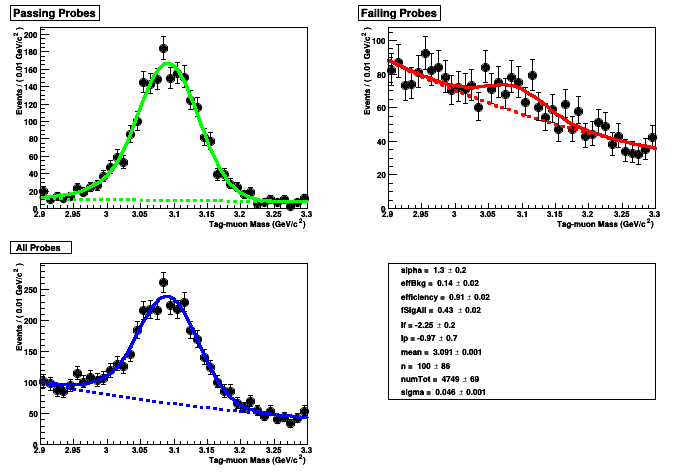 Passing Probes
Events / ( 0.01 GeV/c² )
200
180
160
140
120
100
80
60
40
20
0
2.9 2.95 3 3.05 3.1 3.15 3.2 3.25 3.3
Tag-muon Mass (GeV/c²)
Failing Probes
Events / ( 0.01 GeV/c² )
100
80
60
40
20
0
2.9 2.95 3 3.05 3.1 3.15 3.2 3.25 3.3
Tag-muon Mass (GeV/c²)
All Probes
Events / ( 0.01 GeV/c² )
250
200
150
100
50
0
2.9 2.95 3 3.05 3.1 3.15 3.2 3.25 3.3
Tag-muon Mass (GeV/c²)
alpha = 1.3 ± 0.2
effBkg = 0.14 ± 0.02
efficiency = 0.91 ± 0.02
fSigAll = 0.43 ± 0.02
lf = -2.25 ± 0.2
lp = -0.97 ± 0.7
mean = 3.091 ± 0.001
n = 100 ± 86
numTot = 4749 ± 69
sigma = 0.046 ± 0.001